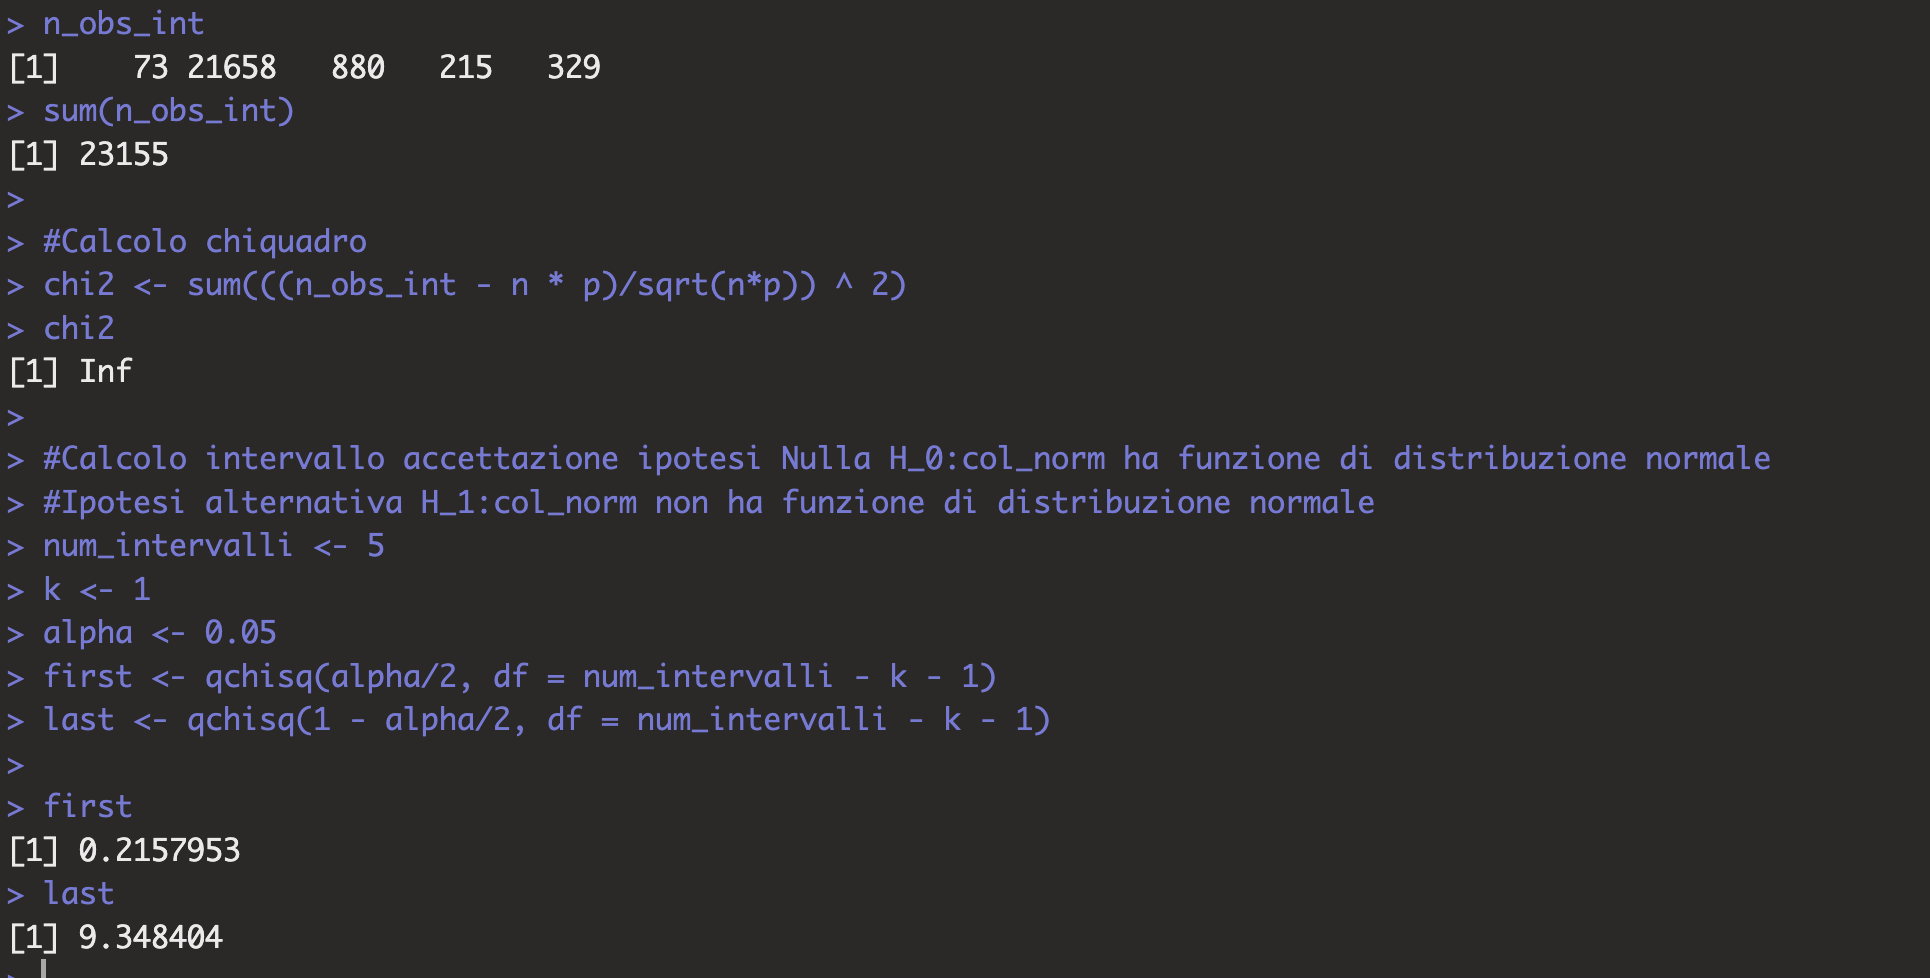 > n_obs_int
[1]    73 21658   880   215   329
> sum(n_obs_int)
[1] 23155
>
> #Calcolo chiquadro
> chi2 <- sum(((n_obs_int - n * p)/sqrt(n*p)) ^ 2)
> chi2
[1] Inf
>
> #Calcolo intervallo accettazione ipotesi Nulla H_0:col_norm ha funzione di distribuzione normale
> #Ipotesi alternativa H_1:col_norm non ha funzione di distribuzione normale
> num_intervalli <- 5
> k <- 1
> alpha <- 0.05
> first <- qchisq(alpha/2, df = num_intervalli - k - 1)
> last <- qchisq(1 - alpha/2, df = num_intervalli - k - 1)
>
> first
[1] 0.2157953
> last
[1] 9.348404
>